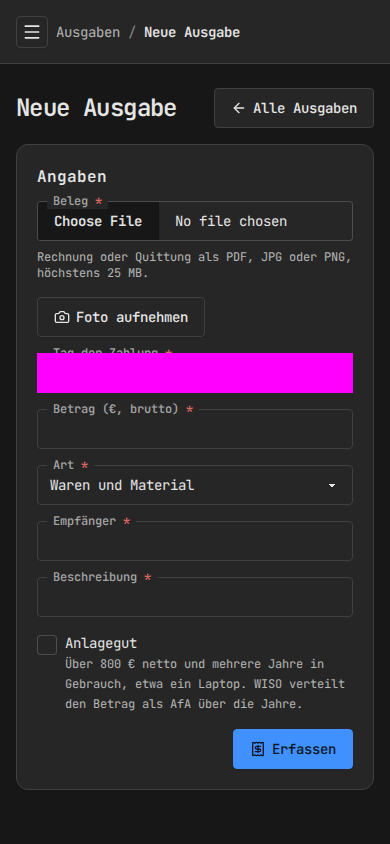 Ausgaben / Neue Ausgabe
Neue Ausgabe
Alle Ausgaben
Angaben
Beleg *
Choose File No file chosen
Rechnung oder Quittung als PDF, JPG oder PNG,
höchstens 25 MB.
Foto aufnehmen
Tag der Zahlung *
Betrag (€, brutto) *
Art *
Waren und Material
Empfänger *
Beschreibung *
Anlagegut
Über 800 € netto und mehrere Jahre in
Gebrauch, etwa ein Laptop. WISO verteilt
den Betrag als AfA über die Jahre.
Erfassen